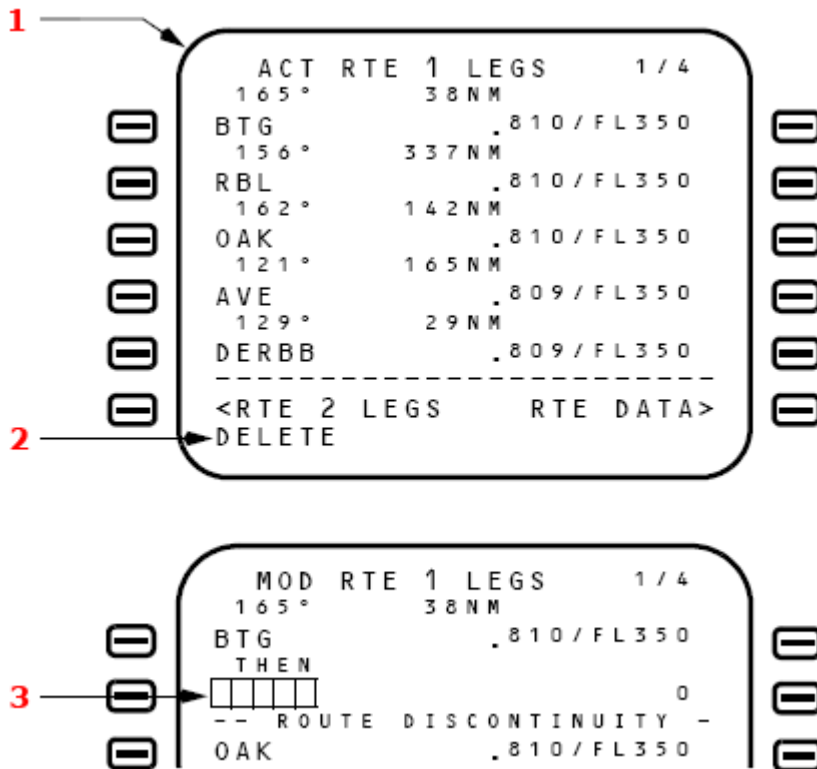 1
ACT RTE 1 LEGS 1/4
165° 38NM
BTG .810/FL350
156° 337NM
RBL .810/FL350
162° 142NM
OAK .810/FL350
121° 165NM
AVE .809/FL350
129° 29NM
DERBB .809/FL350
------------------------
<RTE 2 LEGS RTE DATA>
2
DELETE
MOD RTE 1 LEGS 1/4
165° 38NM
BTG .810/FL350
THEN
3
0
-- ROUTE DISCONTINUITY -
OAK .810/FL350